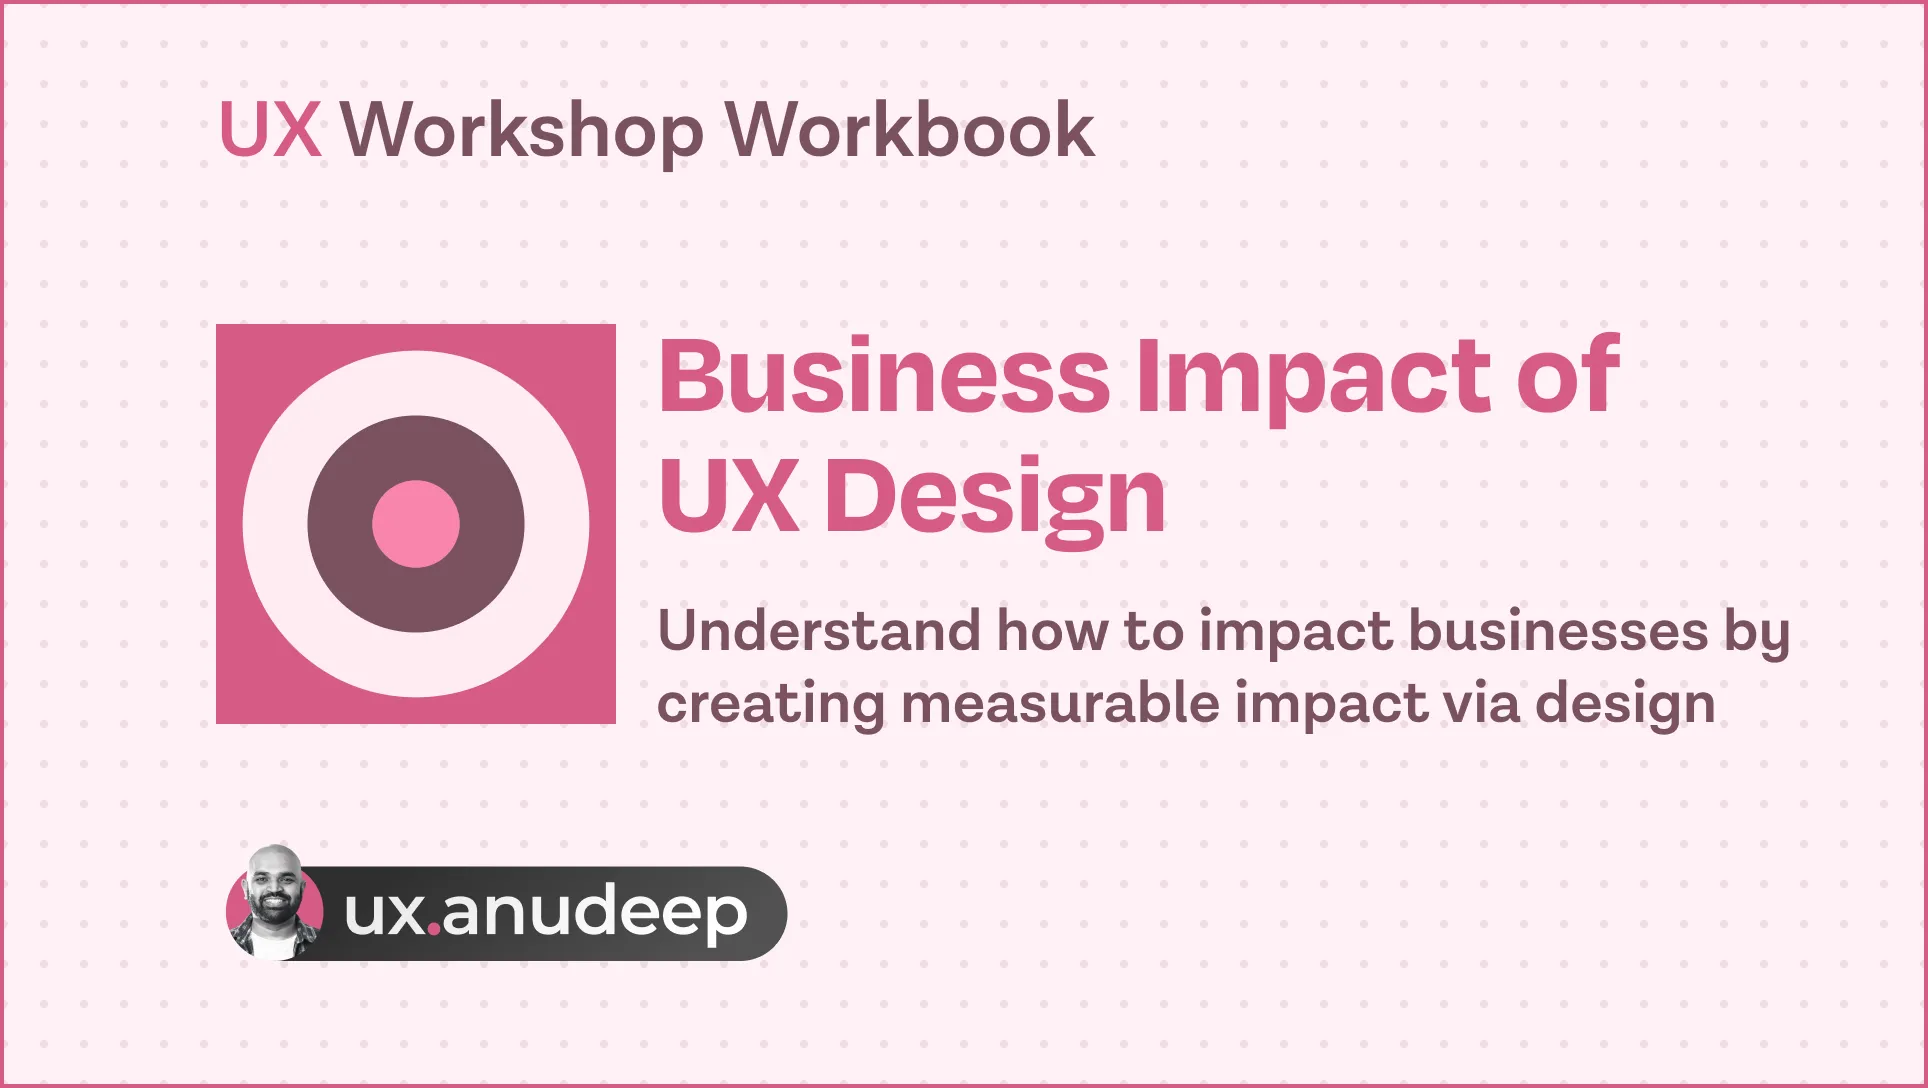 UX Workshop Workbook
Business Impact of
UX Design
Understand how to impact businesses by
creating measurable impact via design
ux.anudeep